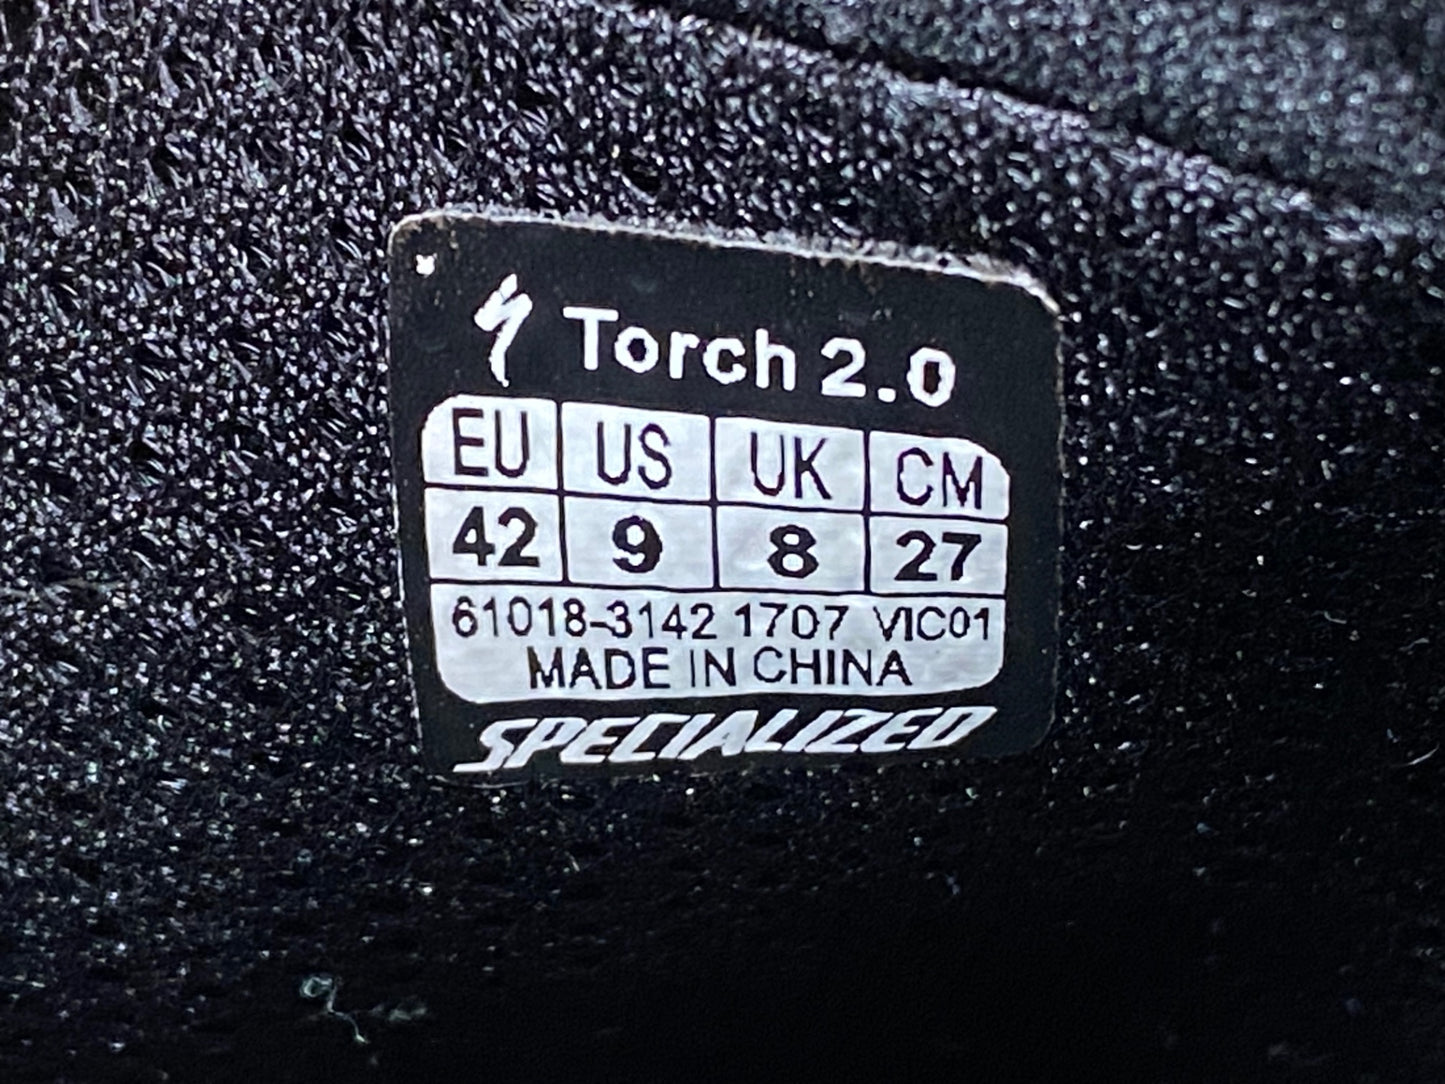 Torch 2.0
EU US UK CM
42 9 8 27
61018-3142 1707 VIC01
MADE IN CHINA
SPECIALIZED